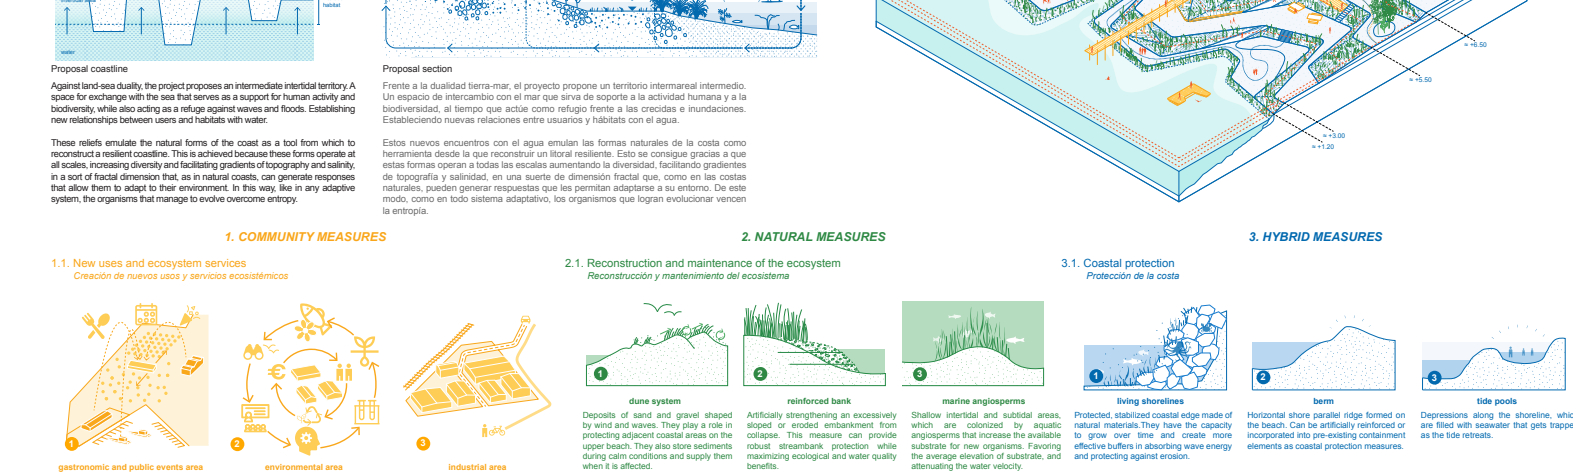 habitat
water
≈ +6.50
≈ +5.50
≈ +3.00
≈ +1.20
Proposal coastline
Against land-sea duality, the project proposes an intermediate intertidal territory. A
space for exchange with the sea that serves as a support for human activity and
biodiversity, while also acting as a refuge against waves and floods. Establishing
new relationships between users and habitats with water.
These reliefs emulate the natural forms of the coast as a tool from which to
reconstruct a resilient coastline. This is achieved because these forms operate at
all scales, increasing diversity and facilitating gradients of topography and salinity,
in a sort of fractal dimension that, as in natural coasts, can generate responses
that allow them to adapt to their environment. In this way, like in any adaptive
system, the organisms that manage to evolve overcome entropy.
Proposal section
Frente a la dualidad tierra-mar, el proyecto propone un territorio intermareal intermedio.
Un espacio de intercambio con el mar que sirva de soporte a la actividad humana y a la
biodiversidad, al tiempo que actúe como refugio frente a las crecidas e inundaciones.
Estableciendo nuevas relaciones entre usuarios y hábitats con el agua.
Estos nuevos encuentros con el agua emulan las formas naturales de la costa como
herramienta desde la que reconstruir un litoral resiliente. Esto se consigue gracias a que
estas formas operan a todas las escalas aumentando la diversidad, facilitando gradientes
de topografía y salinidad, en una suerte de dimensión fractal que, como en las costas
naturales, pueden generar respuestas que les permitan adaptarse a su entorno. De este
modo, como en todo sistema adaptativo, los organismos que logran evolucionar vencen
la entropía.
1. COMMUNITY MEASURES
1.1. New uses and ecosystem services
Creación de nuevos usos y servicios ecosistémicos
1
gastronomic and public events area
2
environmental area
3
industrial area
2. NATURAL MEASURES
2.1. Reconstruction and maintenance of the ecosystem
Reconstrucción y mantenimiento del ecosistema
1
dune system
Deposits of sand and gravel shaped
by wind and waves. They play a role in
protecting adjacent coastal areas on the
upper beach. They also store sediments
during calm conditions and supply them
when it is affected.
2
reinforced bank
Artificially strengthening an excessively
sloped or eroded embankment from
collapse. This measure can provide
robust streambank protection while
maximizing ecological and water quality
benefits.
3
marine angiosperms
Shallow intertidal and subtidal areas,
which are colonized by aquatic
angiosperms that increase the available
substrate for new organisms. Favoring
the average elevation of substrate, and
attenuating the water velocity.
3. HYBRID MEASURES
3.1. Coastal protection
Protección de la costa
1
living shorelines
Protected, stabilized coastal edge made of
natural materials.They have the capacity
to grow over time and create more
effective buffers in absorbing wave energy
and protecting against erosion.
2
berm
Horizontal shore parallel ridge formed on
the beach. Can be artificially reinforced or
incorporated into pre-existing containment
elements as coastal protection measures.
3
tide pools
Depressions along the shoreline, whic
are filled with seawater that gets trappe
as the tide retreats.